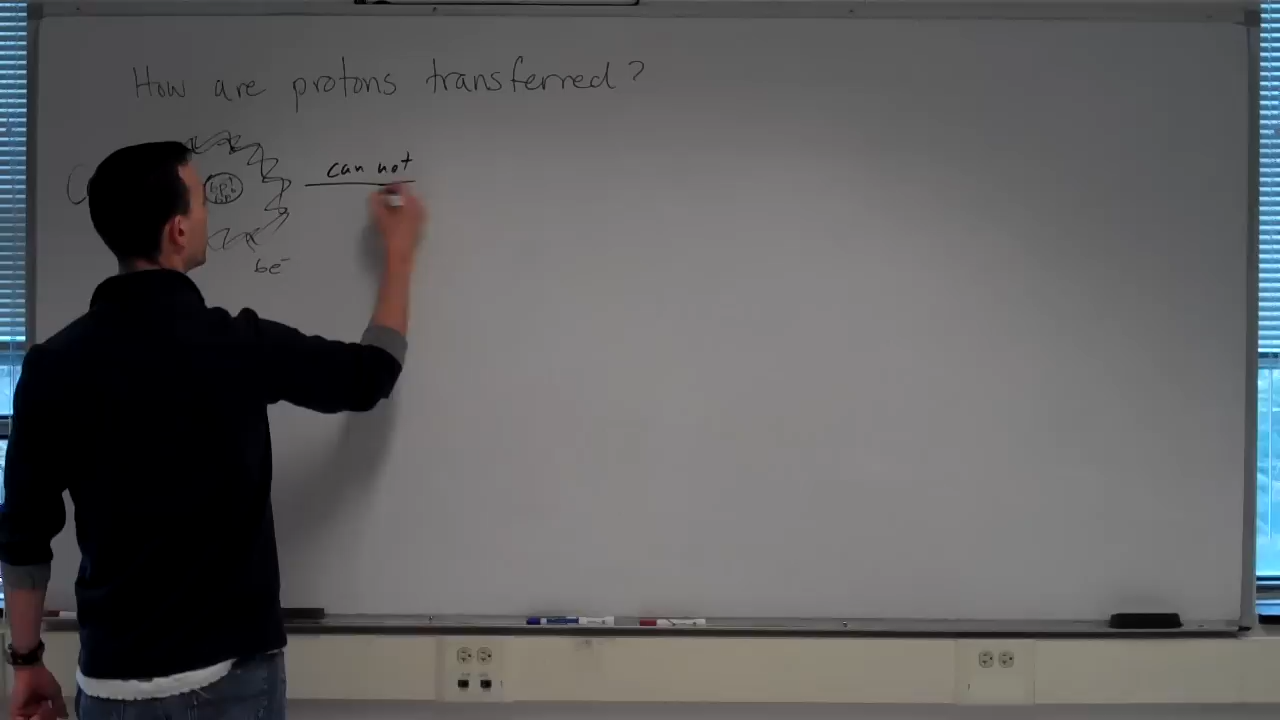 How are protons transferred?
C
can not
6e⁻